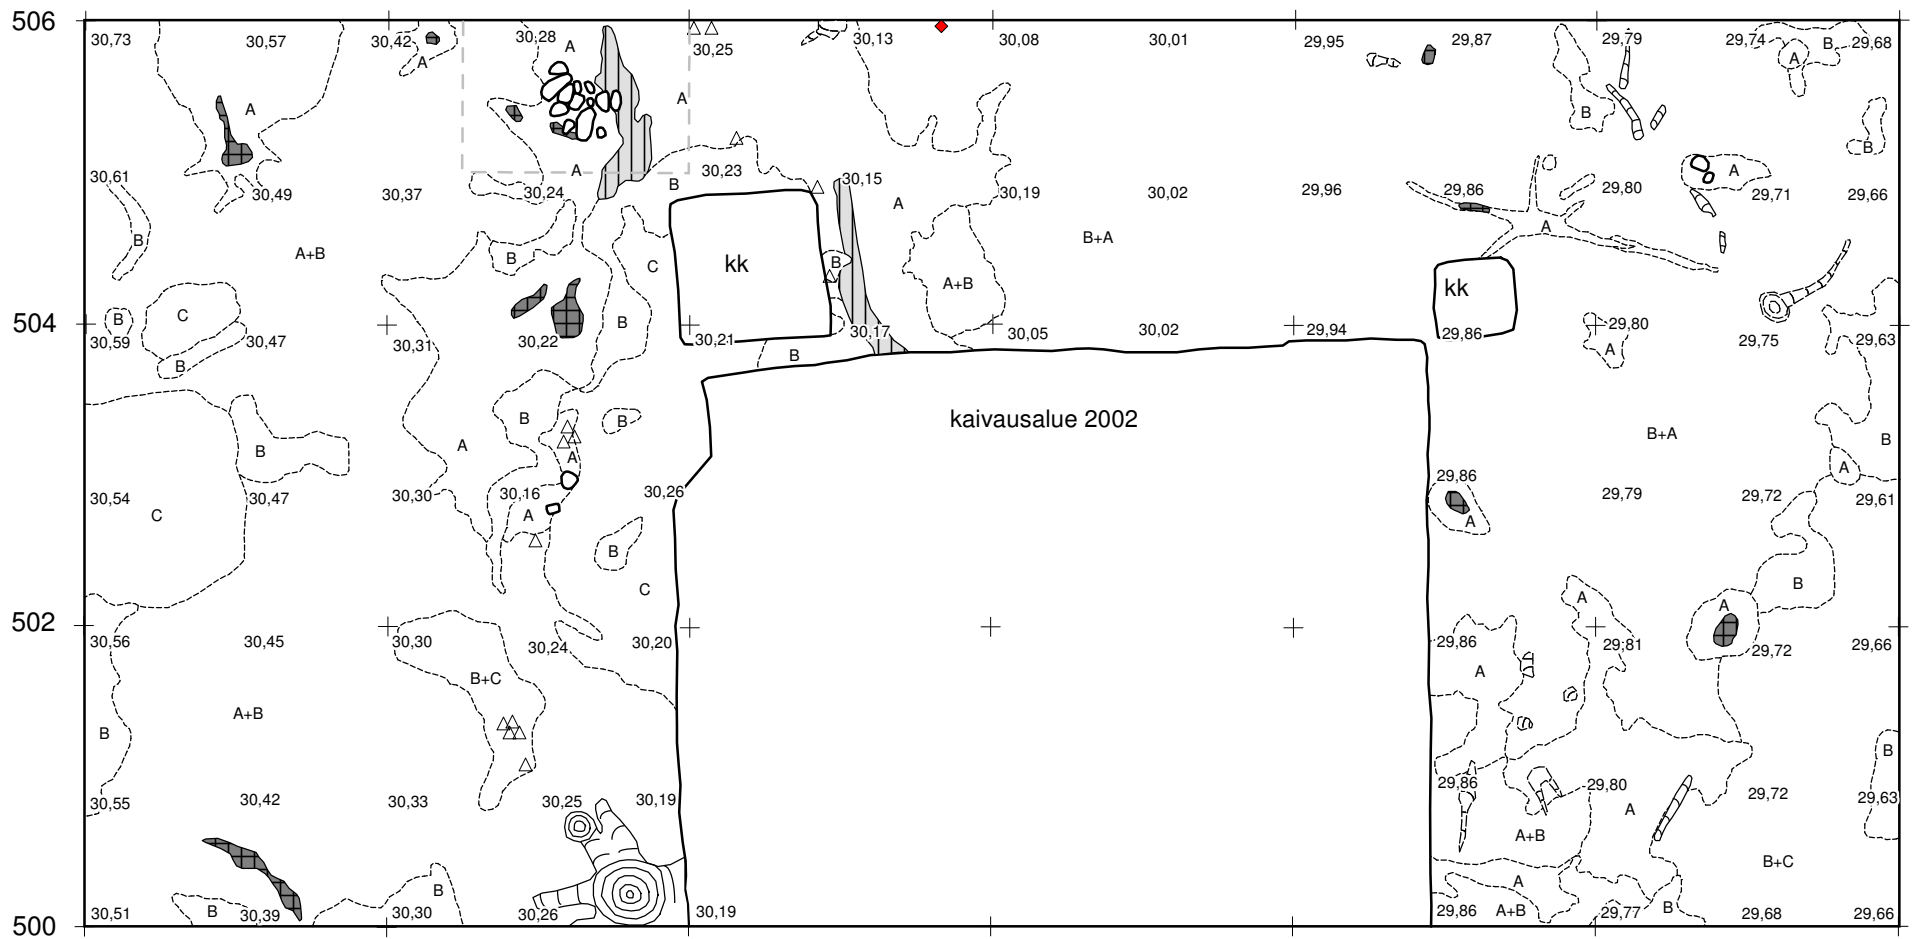 506
30,73 30,57 30,42 30,28 30,25 30,13 30,08 30,01 29,95 29,87 29,79 29,74 29,68
A A B
A A
A A B
A B
30,61 30,23 30,15 A A
30,49 30,37 30,24 B 30,19 30,02 29,96 29,86 29,80 29,71 29,66
A A
B A+B B C kk B A+B B+A
kk
504
B C B
30,59 30,47 30,31 30,22 30,21 30,17 30,05 30,02 29,94 29,86 29,80 29,75 29,63
B B A
kaivausalue 2002
B B
B A A B+A B
A
30,54 30,47 30,30 30,16 30,26 29,86 29,79 29,72 29,61
C A A
B
C B
A A
502
30,56 30,45 30,30 30,24 30,20 29,86 29,81 29,72 29,66
B+C A
A+B
B B
30,55 30,42 30,33 30,25 30,19 29,86 29,80 29,72 29,63
A
A+B
B B+C
A
500
30,51 B 30,39 30,30 30,26 30,19 29,86 A+B 29,77 B 29,68 29,66